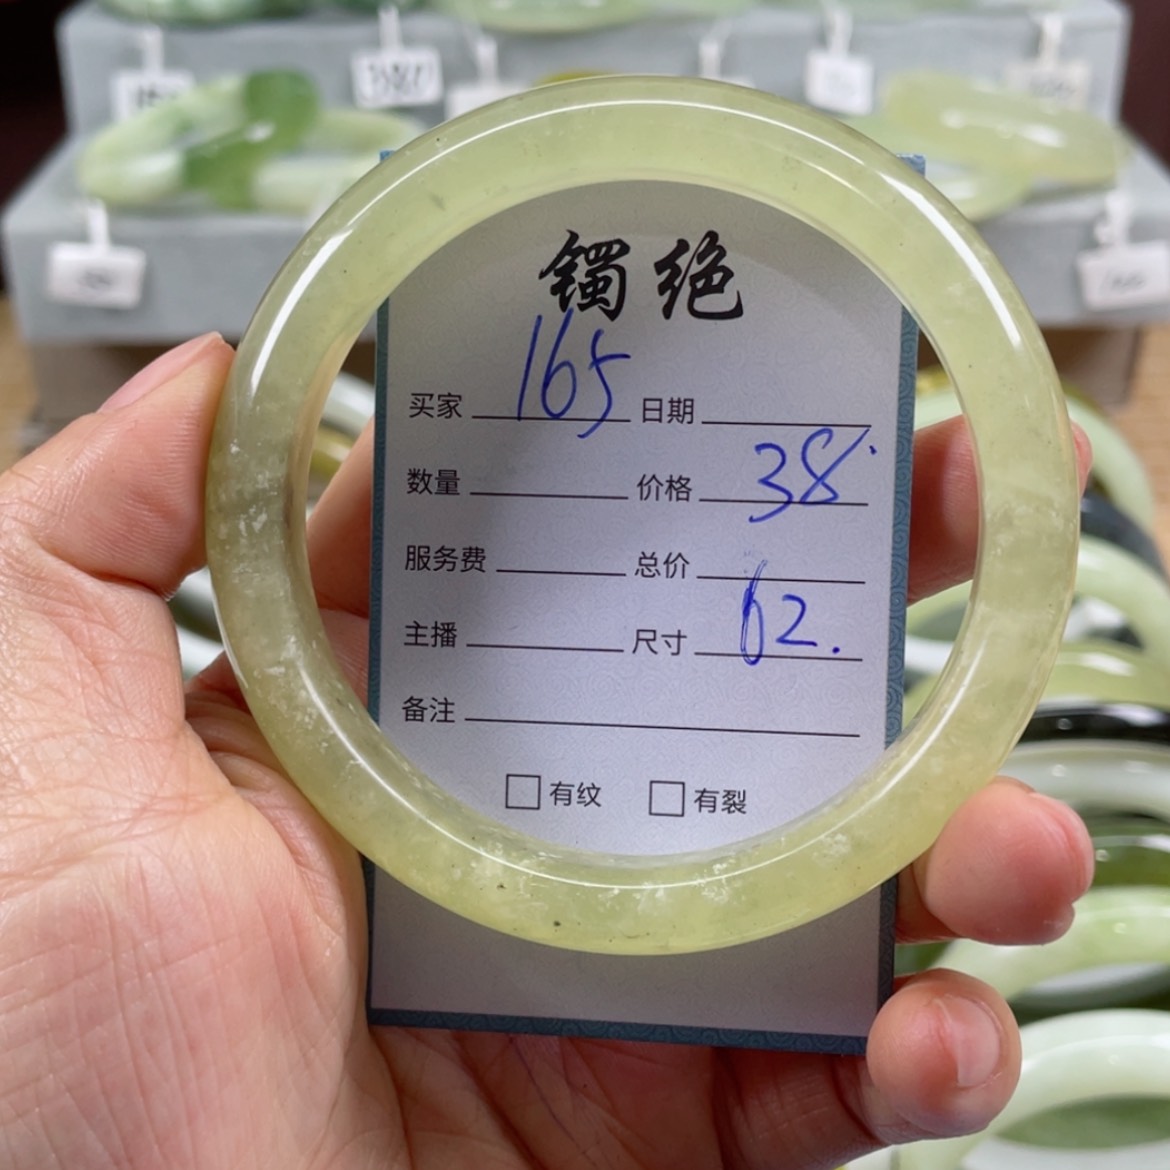 镯绝
买家 165 日期
数量 价格 38.
服务费 总价
主播 尺寸 62.
备注
□ 有纹 □ 有裂